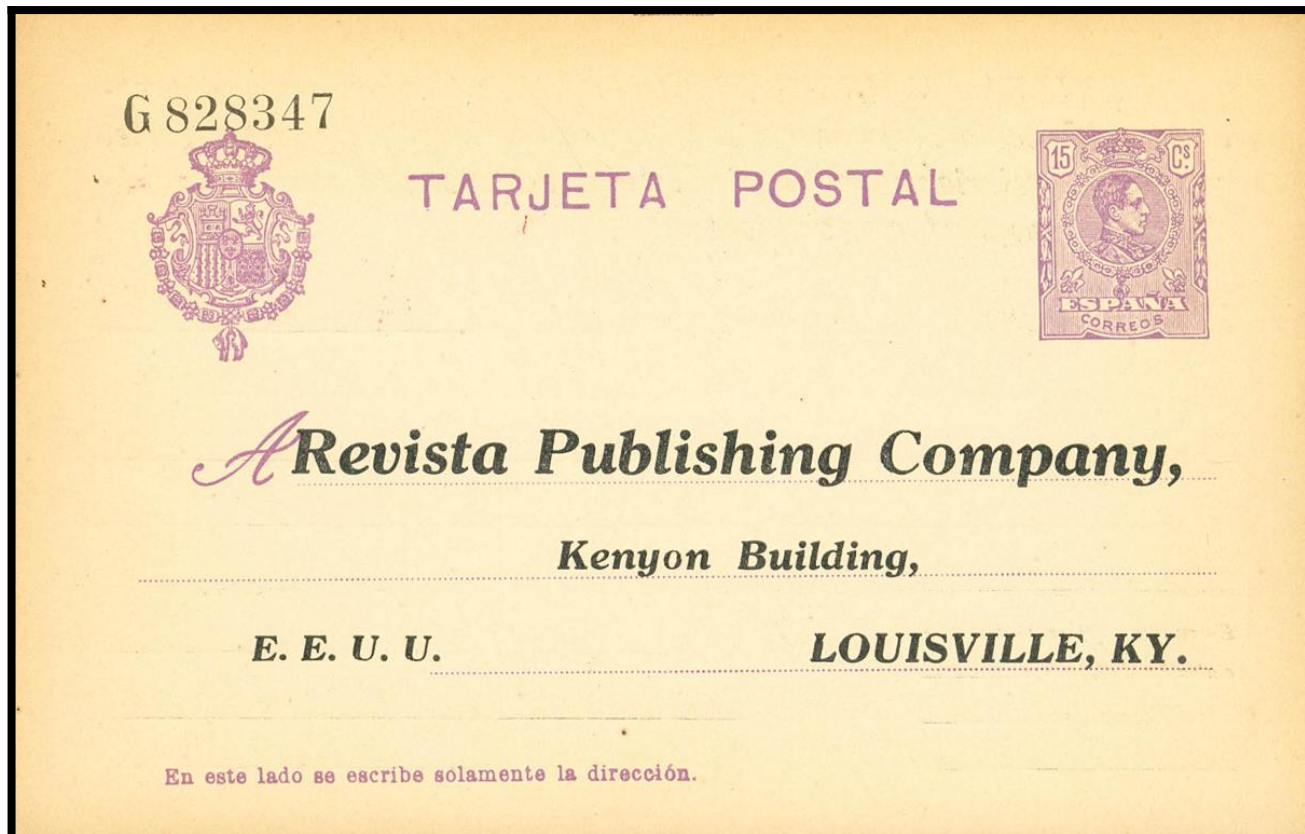 G 828347
TARJETA POSTAL
15 Cs.
ESPAÑA
CORREOS
A Revista Publishing Company,
Kenyon Building,
E. E. U. U. LOUISVILLE, KY.
En este lado se escribe solamente la dirección.